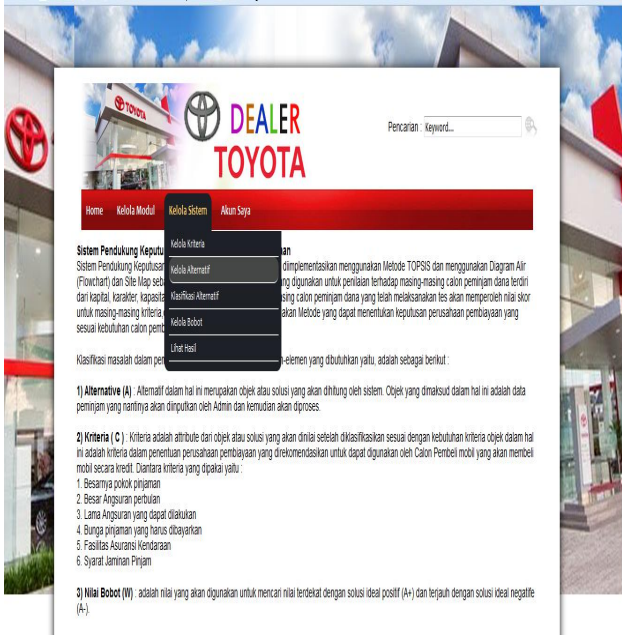 TOYOTA
DEALER
TOYOTA
Pencarian : Keyword...
Home Kelola Modul Kelola Sistem Akun Saya
Kelola Kriteria
Kelola Alternatif
Klasifikasi Alternatif
Kelola Bobot
Lihat Hasil
Sistem Pendukung Keputu
Sistem Pendukung Keputusan diimplementasikan menggunakan Metode TOPSIS dan menggunakan Diagram Alir
(Flowchart) dan Site Map seb ng digunakan untuk penilaian terhadap masing-masing calon peminjam dana terdiri
dari kapital, karakter, kapasita sing calon peminjam dana yang telah melaksanakan tes akan memperoleh nilai skor
untuk masing-masing kriteria, akan Metode yang dapat menentukan keputusan perusahaan pembiayaan yang
sesuai kebutuhan calon pemb
Klasifikasi masalah dalam pen -elemen yang dibutuhkan yaitu, adalah sebagai berikut :
1) Alternative (A) : Alternatif dalam hal ini merupakan objek atau solusi yang akan dihitung oleh sistem. Objek yang dimaksud dalam hal ini adalah data
peminjam yang nantinya akan diinputkan oleh Admin dan kemudian akan diproses.
2) Kriteria ( C ) : Kriteria adalah attribute dari objek atau solusi yang akan dinilai setelah diklasifikasikan sesuai dengan kebutuhan kriteria objek dalam hal
ini adalah kriteria dalam penentuan perusahaan pembiayaan yang direkomendasikan untuk dapat digunakan oleh Calon Pembeli mobil yang akan membeli
mobil secara kredit. Diantara kriteria yang dipakai yaitu :
1. Besarnya pokok pinjaman
2. Besar Angsuran perbulan
3. Lama Angsuran yang dapat dilakukan
4. Bunga pinjaman yang harus dibayarkan
5. Fasilitas Asuransi Kendaraan
6. Syarat Jaminan Pinjam
3) Nilai Bobot (W) : adalah nilai yang akan digunakan untuk mencari nilai terdekat dengan solusi ideal positif (A+) dan terjauh dengan solusi ideal negatife
(A-).